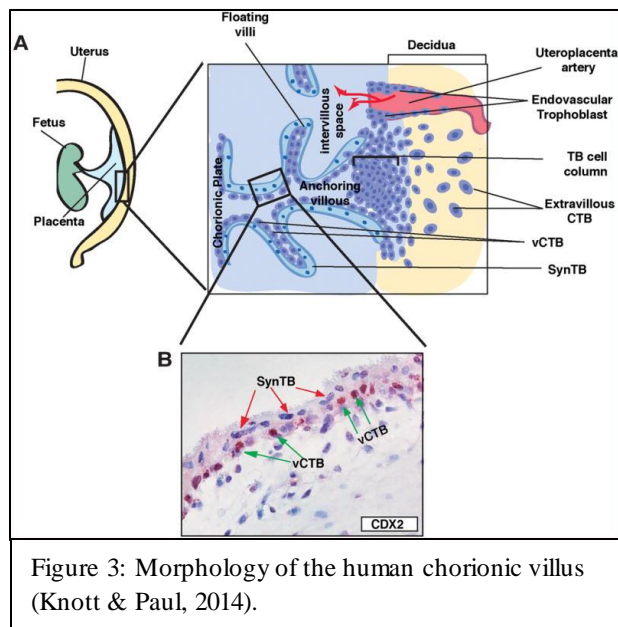 A
Uterus
Fetus
Placenta
Floating
villi
Decidua
Uteroplacenta
artery
Endovascular
Trophoblast
intervillous
space
TB cell
column
Anchoring
villous
Extravillous
CTB
Chorionic Plate
vCTB
SynTB
B
SynTB
vCTB
vCTB
CDX2
Figure 3: Morphology of the human chorionic villus
(Knott & Paul, 2014).